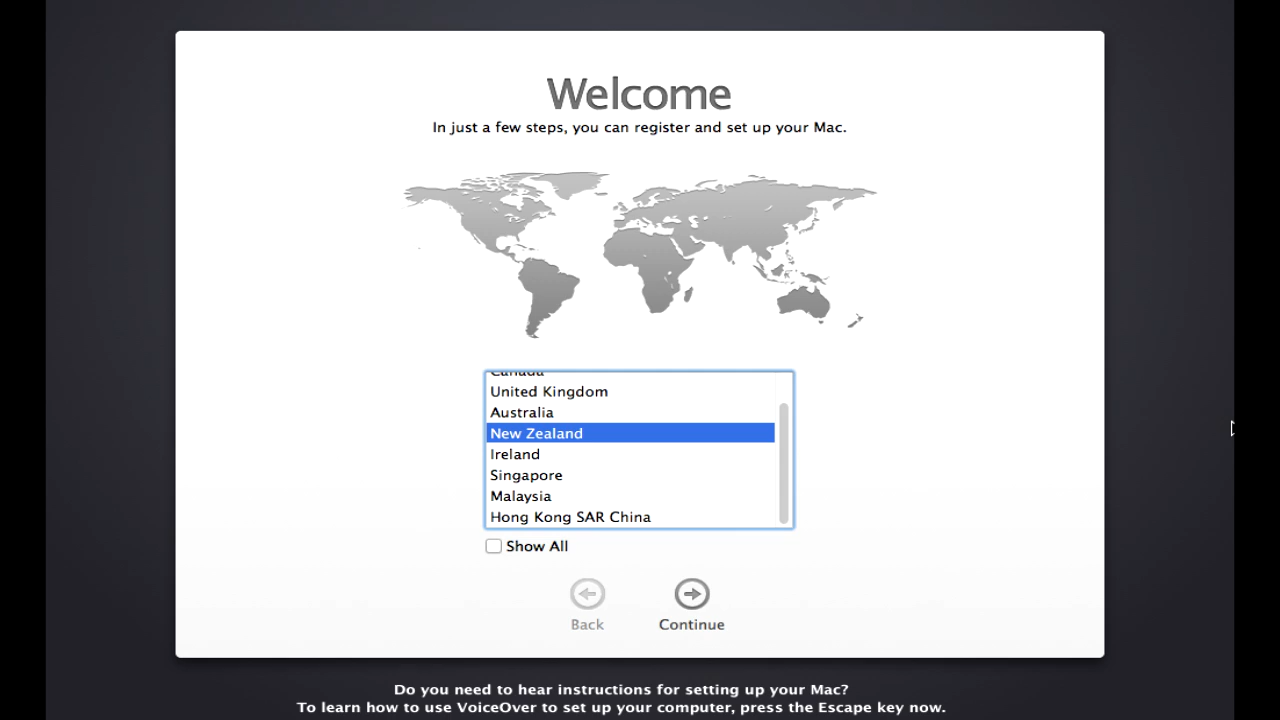 Welcome
In just a few steps, you can register and set up your Mac.
Canada
United Kingdom
Australia
New Zealand
Ireland
Singapore
Malaysia
Hong Kong SAR China
Show All
Back
Continue
Do you need to hear instructions for setting up your Mac?
To learn how to use VoiceOver to set up your computer, press the Escape key now.